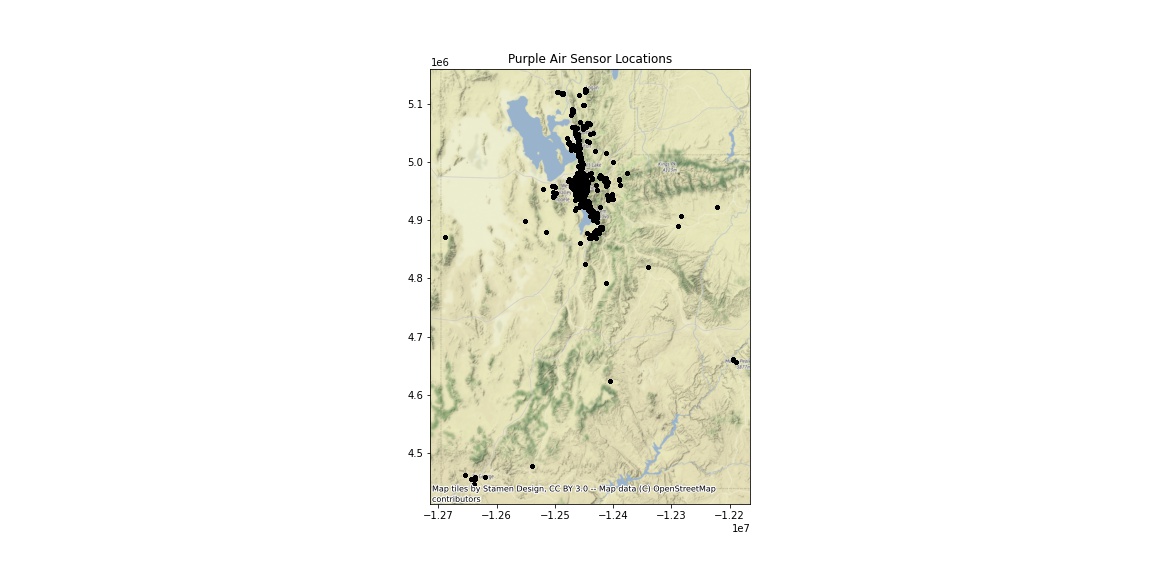 Purple Air Sensor Locations
1e6
5.1
5.0
4.9
4.8
4.7
4.6
4.5
Map tiles by Stamen Design, CC BY 3.0 -- Map data (C) OpenStreetMap
contributors
−1.27 −1.26 −1.25 −1.24 −1.23 −1.22
1e7